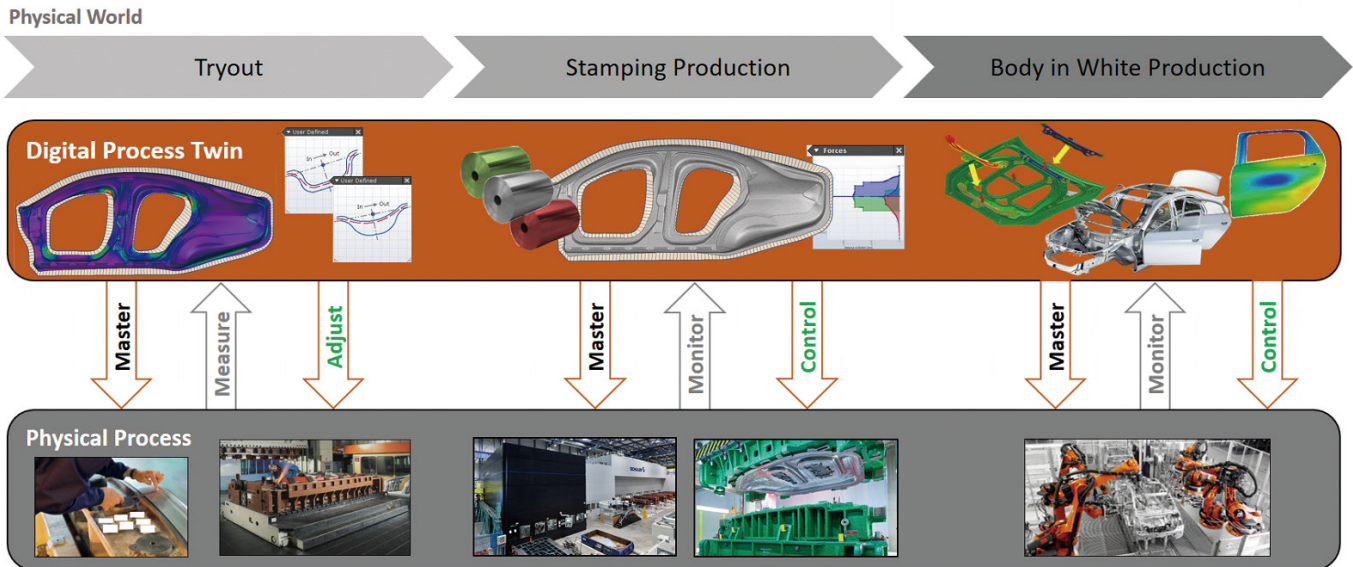 Physical World
Tryout
Stamping Production
Body in White Production
Digital Process Twin
User Defined
In
Out
User Defined
In
Out
Forces
Master
Measure
Adjust
Master
Monitor
Control
Master
Monitor
Control
Physical Process